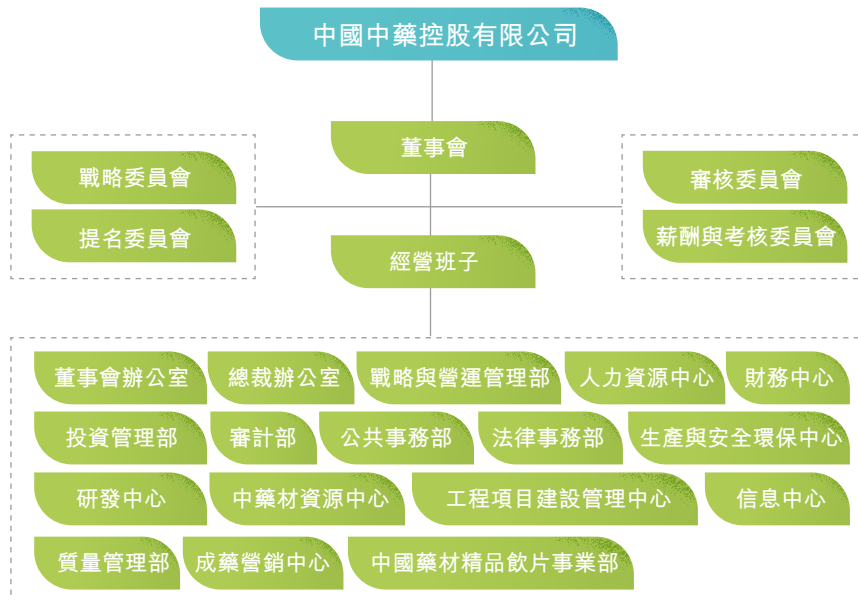 中國中藥控股有限公司
董事會
戰略委員會
提名委員會
審核委員會
薪酬與考核委員會
經營班子
董事會辦公室 總裁辦公室 戰略與營運管理部 人力資源中心 財務中心
投資管理部 審計部 公共事務部 法律事務部 生產與安全環保中心
研發中心 中藥材資源中心 工程項目建設管理中心 信息中心
質量管理部 成藥營銷中心 中國藥材精品飲片事業部